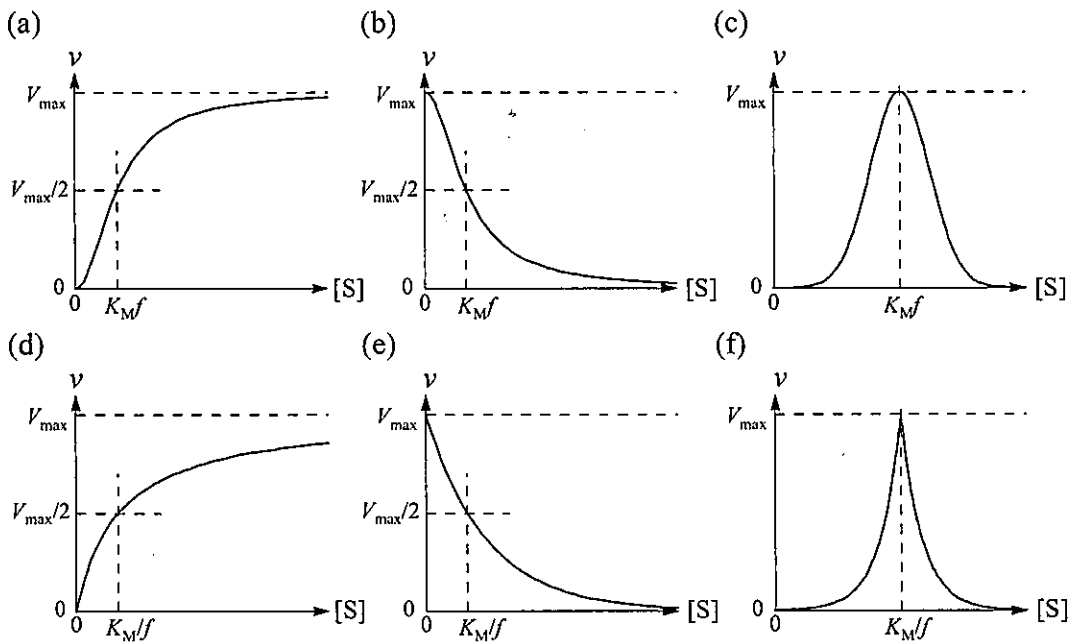 (a)
v
Vmax
Vmax/2
0
0
KMf
[S]
(b)
v
Vmax
Vmax/2
0
0
KMf
[S]
(c)
v
Vmax
0
0
KMf
[S]
(d)
v
Vmax
Vmax/2
0
0
KM/f
[S]
(e)
v
Vmax
Vmax/2
0
0
KM/f
[S]
(f)
v
Vmax
0
0
KM/f
[S]